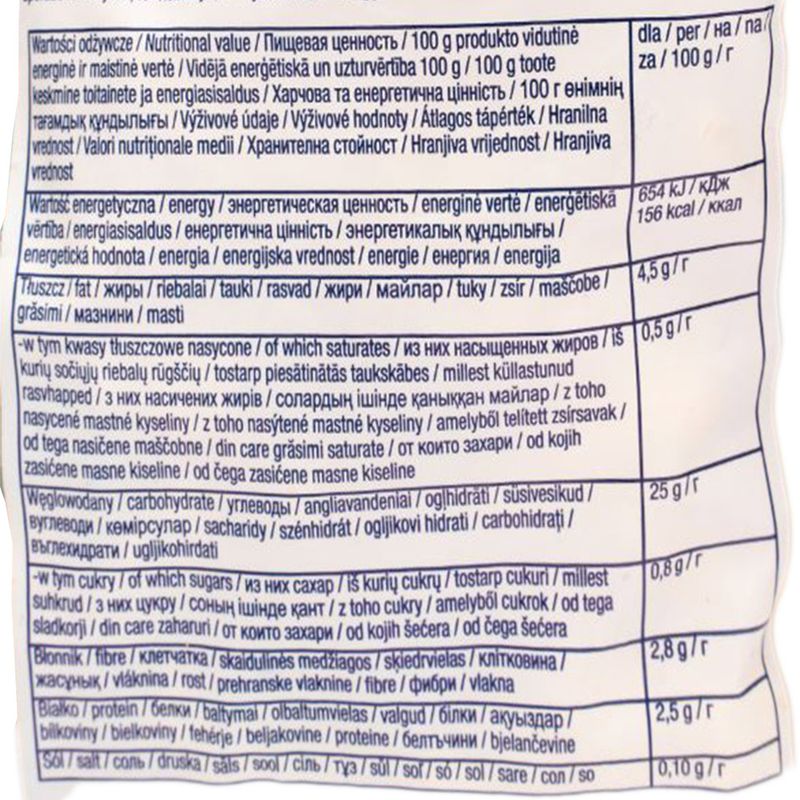 Wartości odżywcze / Nutritional value / Пищевая ценность / 100 g produkto vidutinė
energinė ir maistinė vertė / Vidējā enerģētiskā un uzturvērtība 100 g / 100 g toote
keskmine toitainete ja energiasisaldus / Харчова та енергетична цінність / 100 г өнімнің
тағамдық құндылығы / Výživové údaje / Výživové hodnoty / Átlagos tápérték / Hranilna
vrednost / Valori nutriționale medii / Хранителна стойност / Hranjiva vrijednost / Hranjiva
vrednost
dla / per / на / na /
za / 100 g / г
Wartość energetyczna / energy / энергетическая ценность / energinė vertė / enerģētiskā
vērtība / energiasisaldus / енергетична цінність / энергетикалық құндылығы /
energetická hodnota / energia / energijska vrednost / energie / енергия / energija
654 kJ / кДж
156 kcal / ккал
Tłuszcz / fat / жиры / riebalai / tauki / rasvad / жири / майлар / tuky / zsír / maščobe /
grăsimi / мазнини / masti
4,5 g / г
-w tym kwasy tłuszczowe nasycone / of which saturates / из них насыщенных жиров / iš
kurių sočiųjų riebalų rūgščių / tostarp piesātinātās taukskābes / millest küllastunud
rasvhapped / з них насичених жирів / солардың ішінде қаныққан майлар / z toho
nasycené mastné kyseliny / z toho nasýtené mastné kyseliny / amelyből telített zsírsavak /
od tega nasičene maščobne / din care grăsimi saturate / от които захари / od kojih
zasićene masne kiseline / od čega zasićene masne kiseline
0,5 g / г
Węglowodany / carbohydrate / углеводы / angliavandeniai / ogļhidrāti / süsivesikud /
вуглеводи / көмірсулар / sacharidy / szénhidrát / ogljikovi hidrati / carbohidrați /
въглехидрати / ugljikohirdati
25 g / г
-w tym cukry / of which sugars / из них сахар / iš kurių cukrų / tostarp cukuri / millest
suhkrud / з них цукру / соның ішінде қант / z toho cukry / amelyből cukrok / od tega
sladkorji / din care zaharuri / от които захари / od kojih šećera / od čega šećera
0,8 g / г
Błonnik / fibre / клетчатка / skaidulinės medžiagos / šķiedrvielas / клітковина /
жасұнық / vláknina / rost / prehranske vlaknine / fibre / фибри / vlakna
2,8 g / г
Białko / protein / белки / baltymai / olbaltumvielas / valgud / білки / ақуыздар /
bílkoviny / bielkoviny / fehérje / beljakovine / proteine / белтъчини / bjelančevine
2,5 g / г
Sól / salt / соль / druska / sāls / sool / сіль / тұз / sůl / soľ / só / sol / sare / сол / so
0,10 g / г